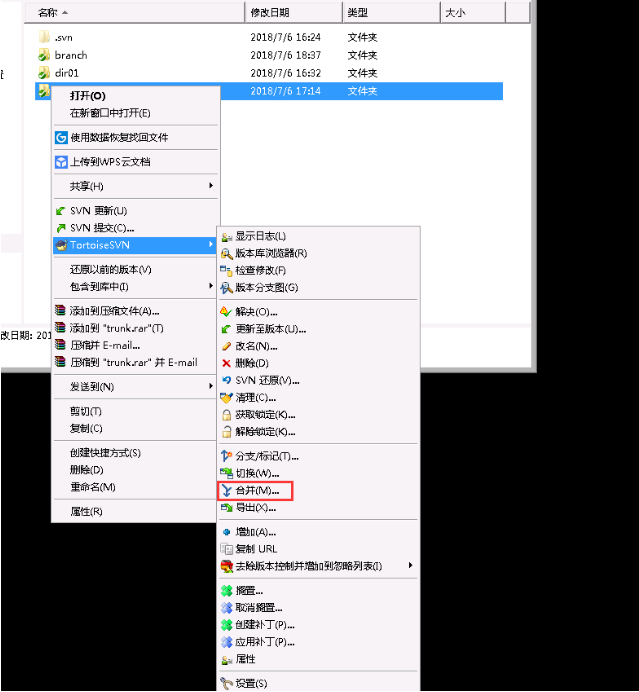 名称 修改日期 类型 大小
.svn 2018/7/6 16:24 文件夹
branch 2018/7/6 18:37 文件夹
dir01 2018/7/6 16:32 文件夹
2018/7/6 17:14 文件夹
打开(O)
在新窗口中打开(E)
使用数据恢复找回文件
上传到WPS云文档
共享(H)
SVN 更新(U)
SVN 提交(C)...
TortoiseSVN
还原以前的版本(V)
包含到库中(I)
添加到压缩文件(A)...
添加到 "trunk.rar"(T)
压缩并 E-mail...
压缩到 "trunk.rar" 并 E-mail
发送到(N)
剪切(T)
复制(C)
创建快捷方式(S)
删除(D)
重命名(M)
属性(R)
改日期: 201
显示日志(L)
版本库浏览器(R)
检查修改(F)
版本分支图(G)
解决(O)...
更新至版本(U)...
改名(N)...
删除(D)
SVN 还原(V)...
清理(C)...
获取锁定(K)...
解除锁定(K)...
分支/标记(T)...
切换(W)...
合并(M)...
导出(X)...
增加(A)...
复制 URL
去除版本控制并增加到忽略列表(I)
搁置...
取消搁置...
创建补丁(P)...
应用补丁(P)...
属性
设置(S)